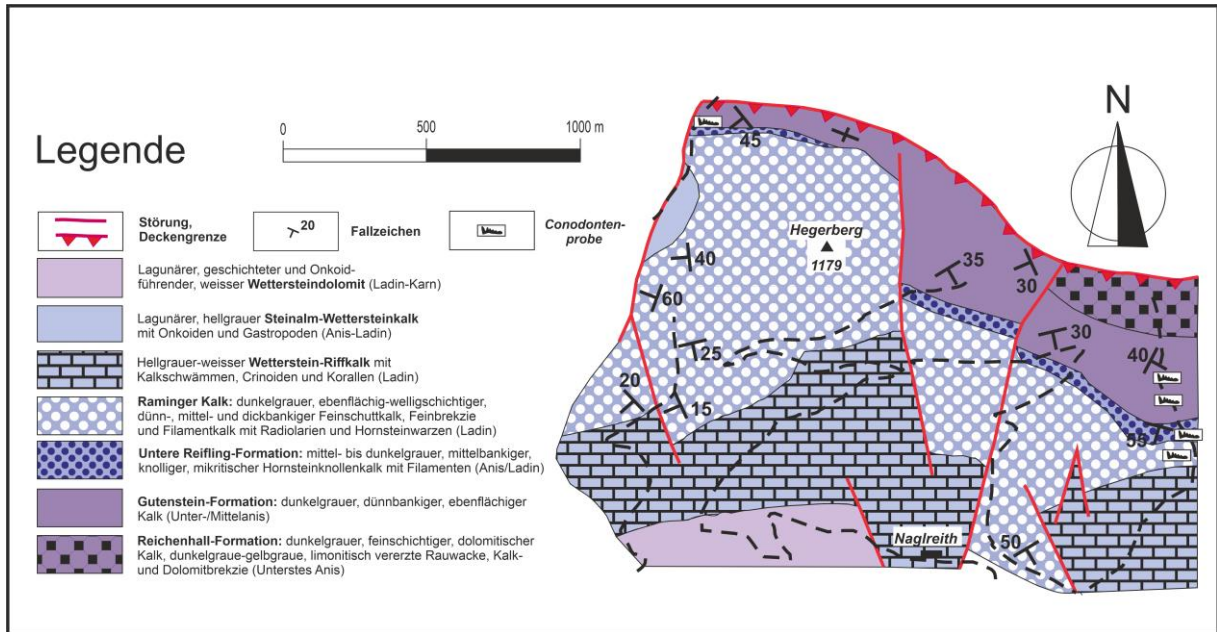 Legende
0
500
1000 m
Störung,
Deckengrenze
20
Fallzeichen
Conodonten-
probe
Lagunärer, geschichteter und Onkoid-
führender, weisser Wettersteindolomit (Ladin-Karn)
Lagunärer, hellgrauer Steinalm-Wettersteinkalk
mit Onkoiden und Gastropoden (Anis-Ladin)
Hellgrauer-weisser Wetterstein-Riffkalk mit
Kalkschwämmen, Crinoiden und Korallen (Ladin)
Raminger Kalk: dunkelgrauer, ebenflächig-welligschichtiger,
dünn-, mittel- und dickbankiger Feinschuttkalk, Feinbrekzie
und Filamentkalk mit Radiolarien und Hornsteinwarzen (Ladin)
Untere Reifling-Formation: mittel- bis dunkelgrauer, mittelbankiger,
knolliger, mikritischer Hornsteinknollenkalk mit Filamenten (Anis/Ladin)
Gutenstein-Formation: dunkelgrauer, dünnbankiger, ebenflächiger
Kalk (Unter-/Mittelanis)
Reichenhall-Formation: dunkelgrauer, feinschichtiger, dolomitischer
Kalk, dunkelgraue-gelbgraue, limonitisch vererzte Rauwacke, Kalk-
und Dolomitbrekzie (Unterstes Anis)
N
45
Hegerberg
1179
40
35
30
60
30
25
40
20
15
55
Naglreith
50